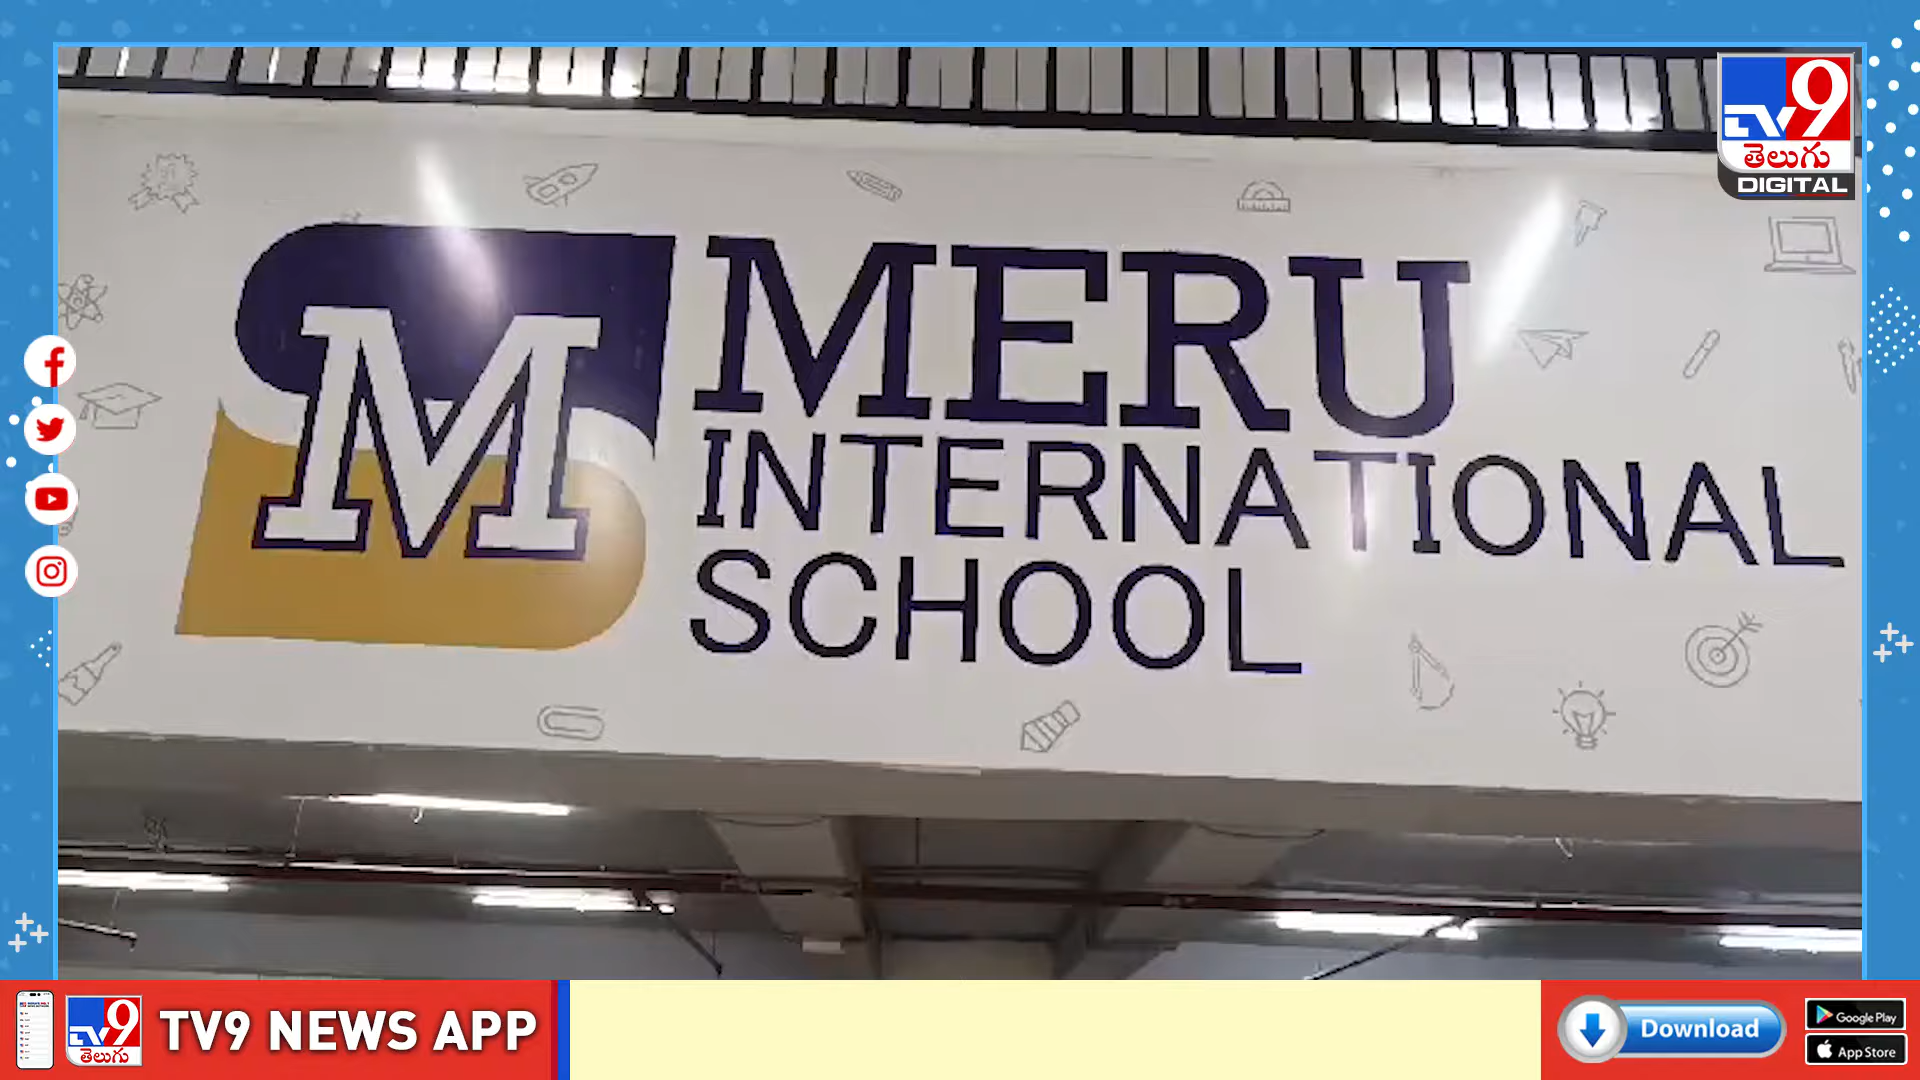 TV9
తెలుగు
DIGITAL
M MERU
INTERNATIONAL
SCHOOL
TV9
తెలుగు
TV9 NEWS APP
Download
Google Play
App Store